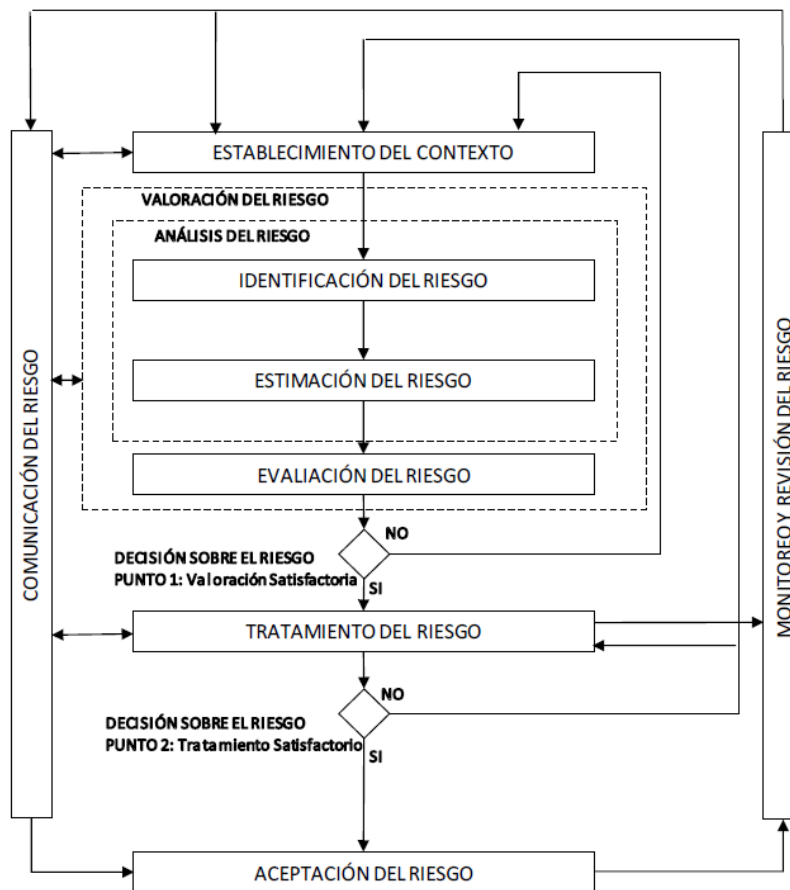 ESTABLECIMIENTO DEL CONTEXTO
VALORACIÓN DEL RIESGO
ANÁLISIS DEL RIESGO
IDENTIFICACIÓN DEL RIESGO
ESTIMACIÓN DEL RIESGO
EVALIACIÓN DEL RIESGO
NO
DECISIÓN SOBRE EL RIESGO
PUNTO 1: Valoración Satisfactoria
SI
TRATAMIENTO DEL RIESGO
NO
DECISIÓN SOBRE EL RIESGO
PUNTO 2: Tratamiento Satisfactorio
SI
ACEPTACIÓN DEL RIESGO
COMUNICACIÓN DEL RIESGO
MONITOREO Y REVISIÓN DEL RIESGO